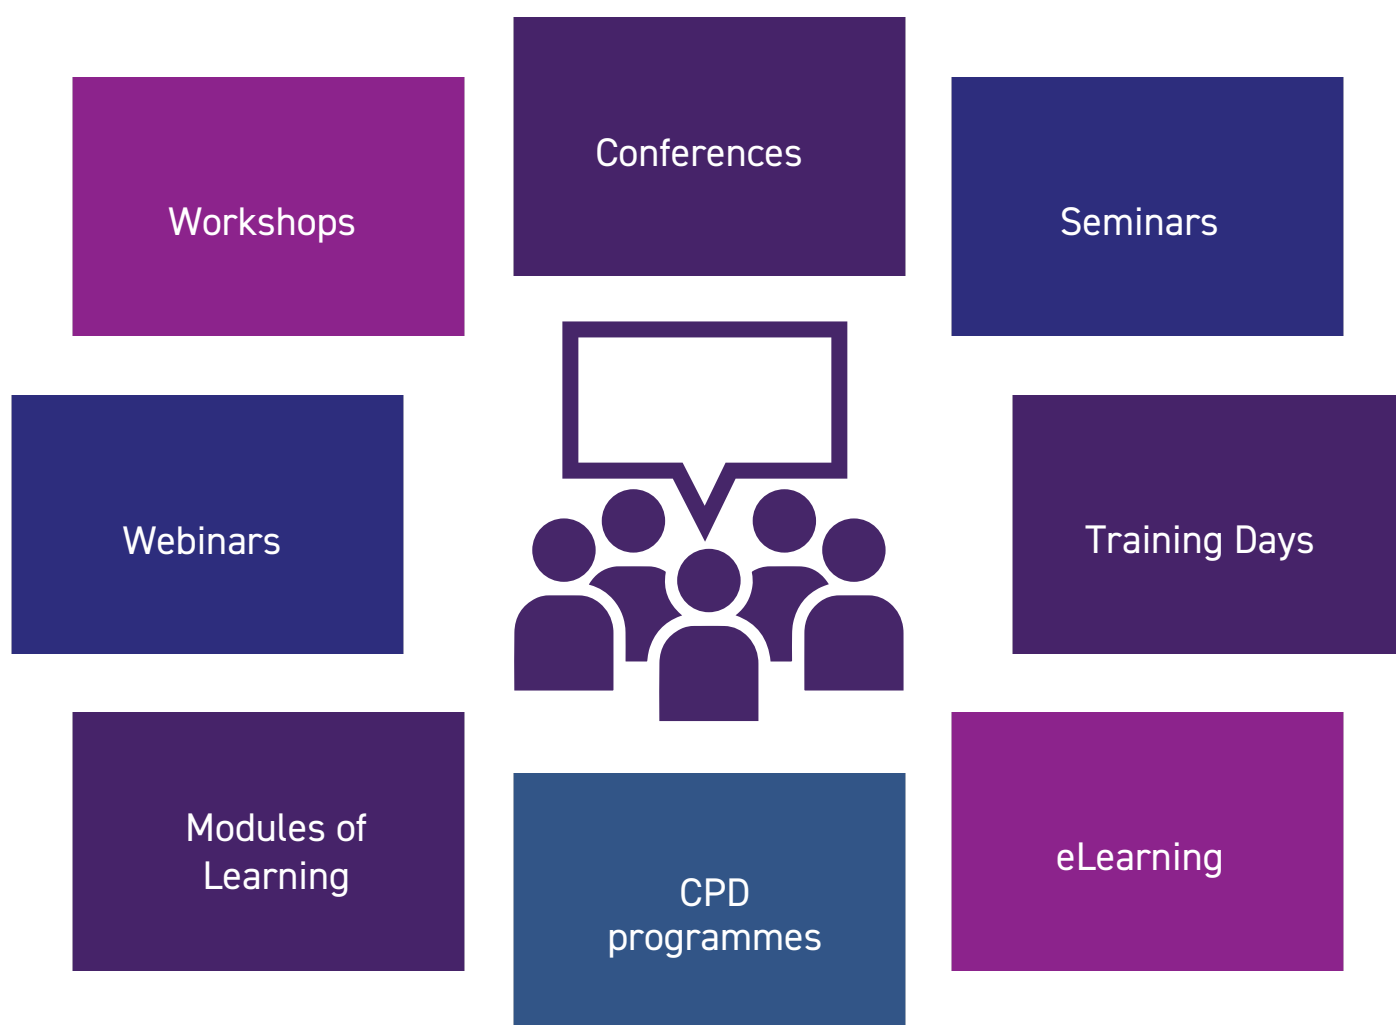 Conferences
Workshops
Seminars
Webinars
Training Days
Modules of
Learning
eLearning
CPD
programmes